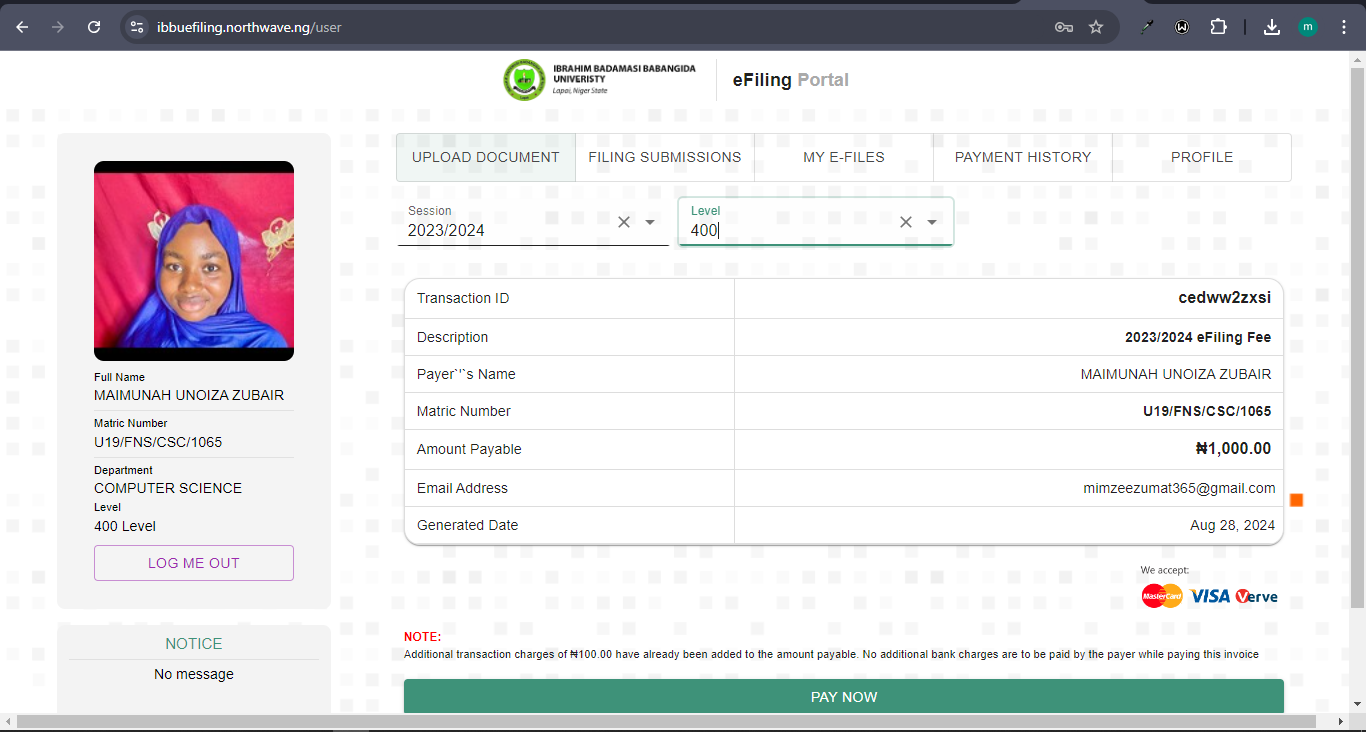 ibbuefiling.northwave.ng/user
m
IBRAHIM BADAMASI BABANGIDA
UNIVERISTY
Lapai, Niger State
eFiling Portal
UPLOAD DOCUMENT
FILING SUBMISSIONS
MY E-FILES
PAYMENT HISTORY
PROFILE
Session
2023/2024
Level
400
Full Name
MAIMUNAH UNOIZA ZUBAIR
Matric Number
U19/FNS/CSC/1065
Department
COMPUTER SCIENCE
Level
400 Level
LOG ME OUT
NOTICE
No message
Transaction ID cedww2zxsi
Description 2023/2024 eFiling Fee
Payer`'`s Name MAIMUNAH UNOIZA ZUBAIR
Matric Number U19/FNS/CSC/1065
Amount Payable ₦1,000.00
Email Address mimzeezumat365@gmail.com
Generated Date Aug 28, 2024
We accept:
MasterCard VISA Verve
NOTE:
Additional transaction charges of ₦100.00 have already been added to the amount payable. No additional bank charges are to be paid by the payer while paying this invoice
PAY NOW